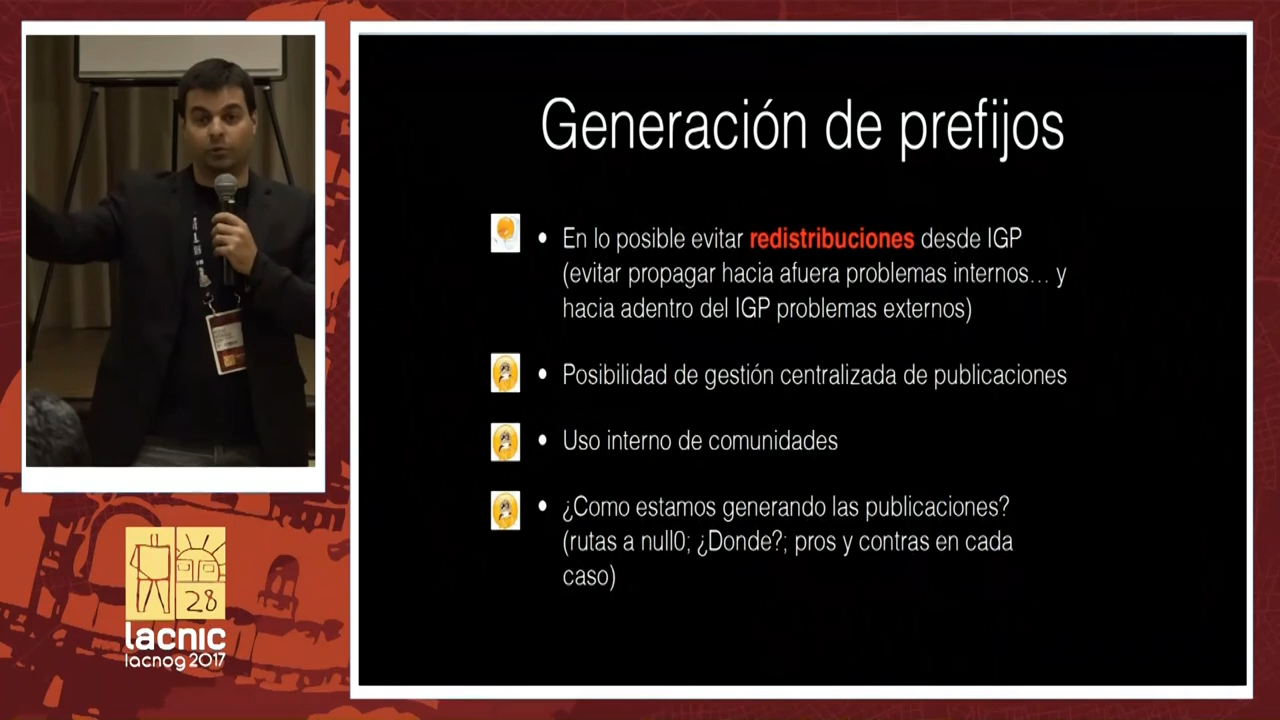 Generación de prefijos
• En lo posible evitar redistribuciones desde IGP
(evitar propagar hacia afuera problemas internos... y
hacia adentro del IGP problemas externos)
• Posibilidad de gestión centralizada de publicaciones
• Uso interno de comunidades
• ¿Como estamos generando las publicaciones?
(rutas a null0; ¿Donde?; pros y contras en cada
caso)
28
lacnic
lacnog 2017